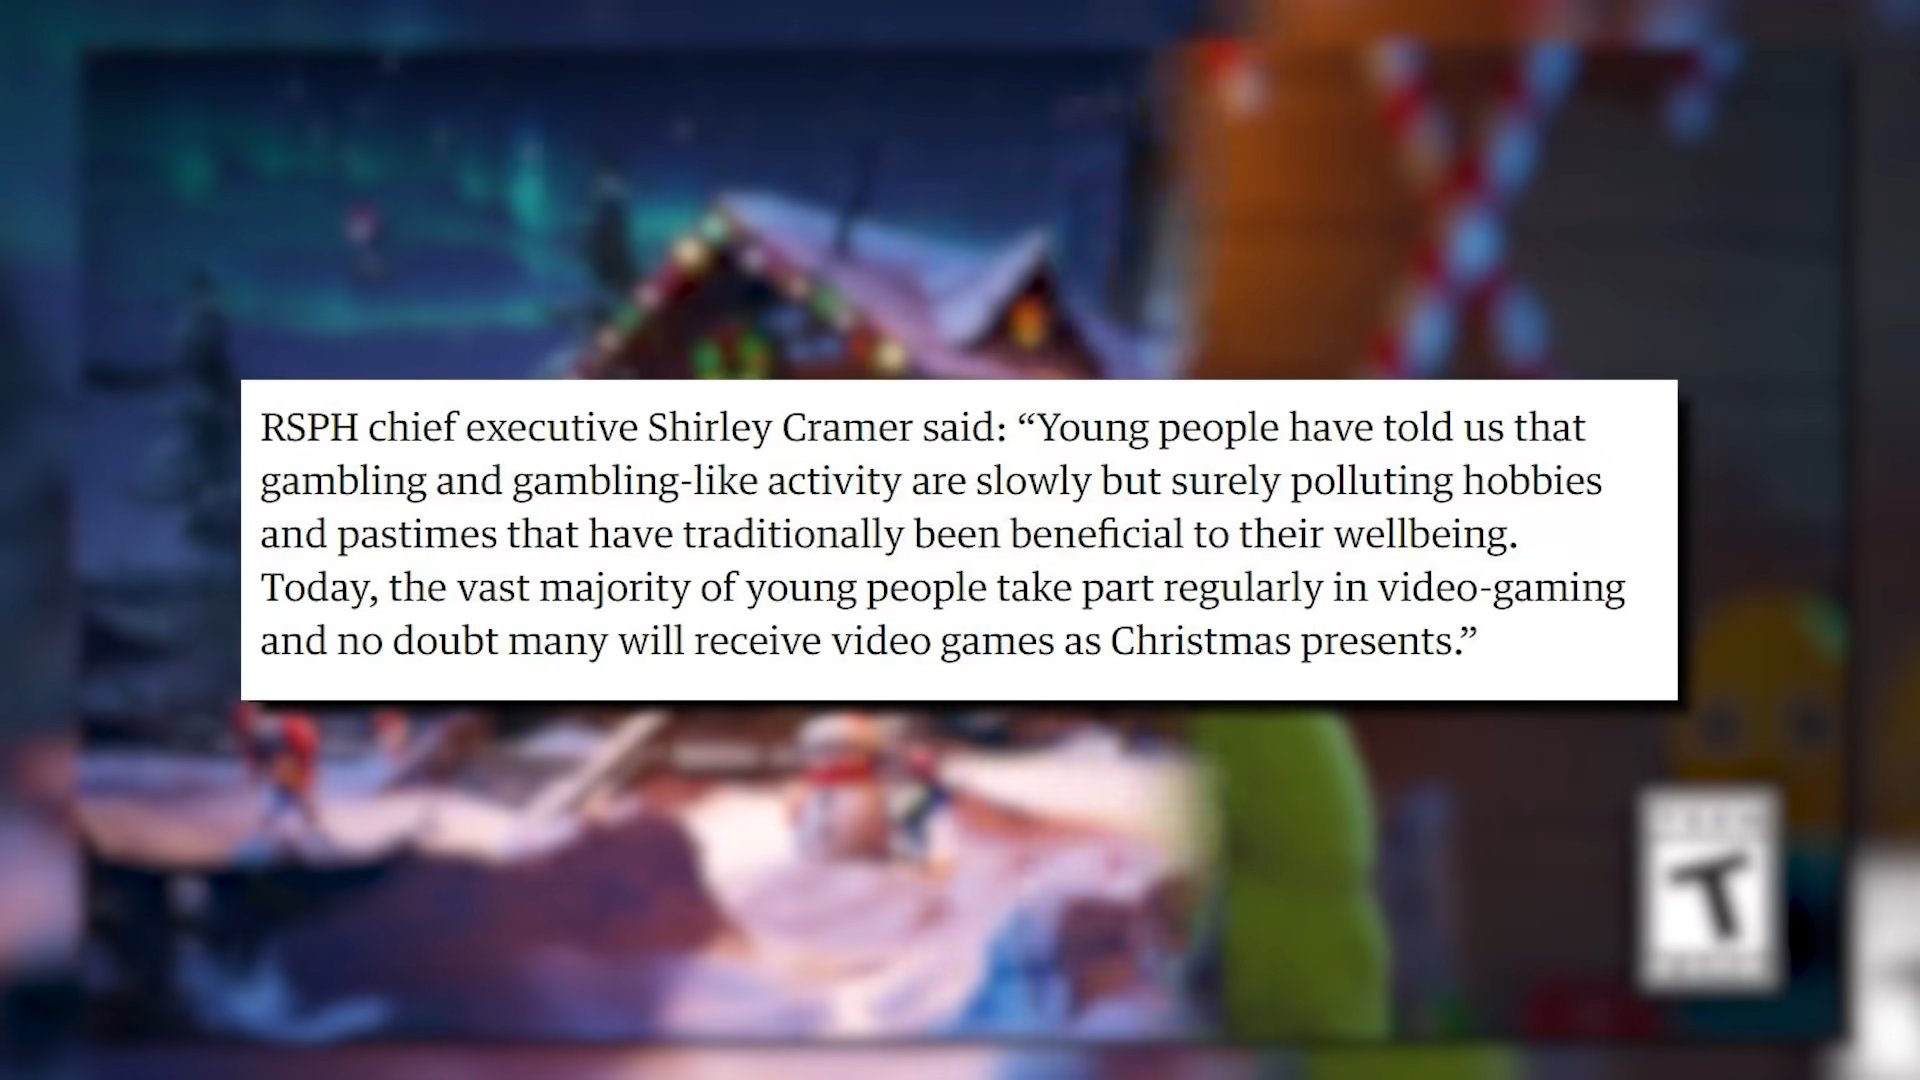 RSPH chief executive Shirley Cramer said: “Young people have told us that
gambling and gambling-like activity are slowly but surely polluting hobbies
and pastimes that have traditionally been beneficial to their wellbeing.
Today, the vast majority of young people take part regularly in video-gaming
and no doubt many will receive video games as Christmas presents.”
T